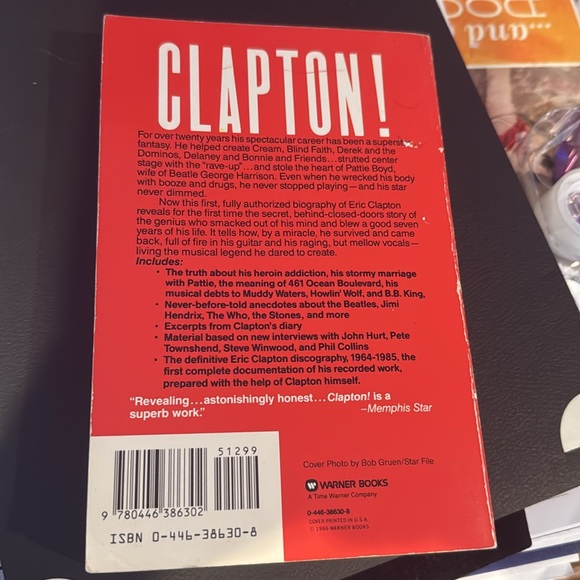 CLAPTON!
For over twenty years his spectacular career has been a superst
fantasy. He helped create Cream, Blind Faith, Derek and the
Dominos, Delaney and Bonnie and Friends...strutted center
stage with the "rave-up"...and stole the heart of Pattie Boyd,
wife of Beatle George Harrison. Even when he wrecked his body
with booze and drugs, he never stopped playing—and his star
never dimmed.
Now this first, fully authorized biography of Eric Clapton
reveals for the first time the secret, behind-closed-doors story of
the genius who smacked out of his mind and blew a good seven
years of his life. It tells how, by a miracle, he survived and came
back, full of fire in his guitar and his raging, but mellow vocals—
living the musical legend he dared to create.
Includes:
• The truth about his heroin addiction, his stormy marriage
with Pattie, the meaning of 461 Ocean Boulevard, his
musical debts to Muddy Waters, Howlin' Wolf, and B.B. King,
• Never-before-told anecdotes about the Beatles, Jimi
Hendrix, The Who, the Stones, and more
• Excerpts from Clapton's diary
• Material based on new interviews with John Hurt, Pete
Townshend, Steve Winwood, and Phil Collins
• The definitive Eric Clapton discography, 1964-1985, the
first complete documentation of his recorded work,
prepared with the help of Clapton himself.
"Revealing...astonishingly honest...Clapton! is a
superb work."
–Memphis Star
51299
9 780446 386302
ISBN 0-446-38630-8
Cover Photo by Bob Gruen/Star File
WARNER BOOKS
A Time Warner Company
0-446-38630-8
COVER PRINTED IN U.S.A.
© 1986 WARNER BOOKS
...and